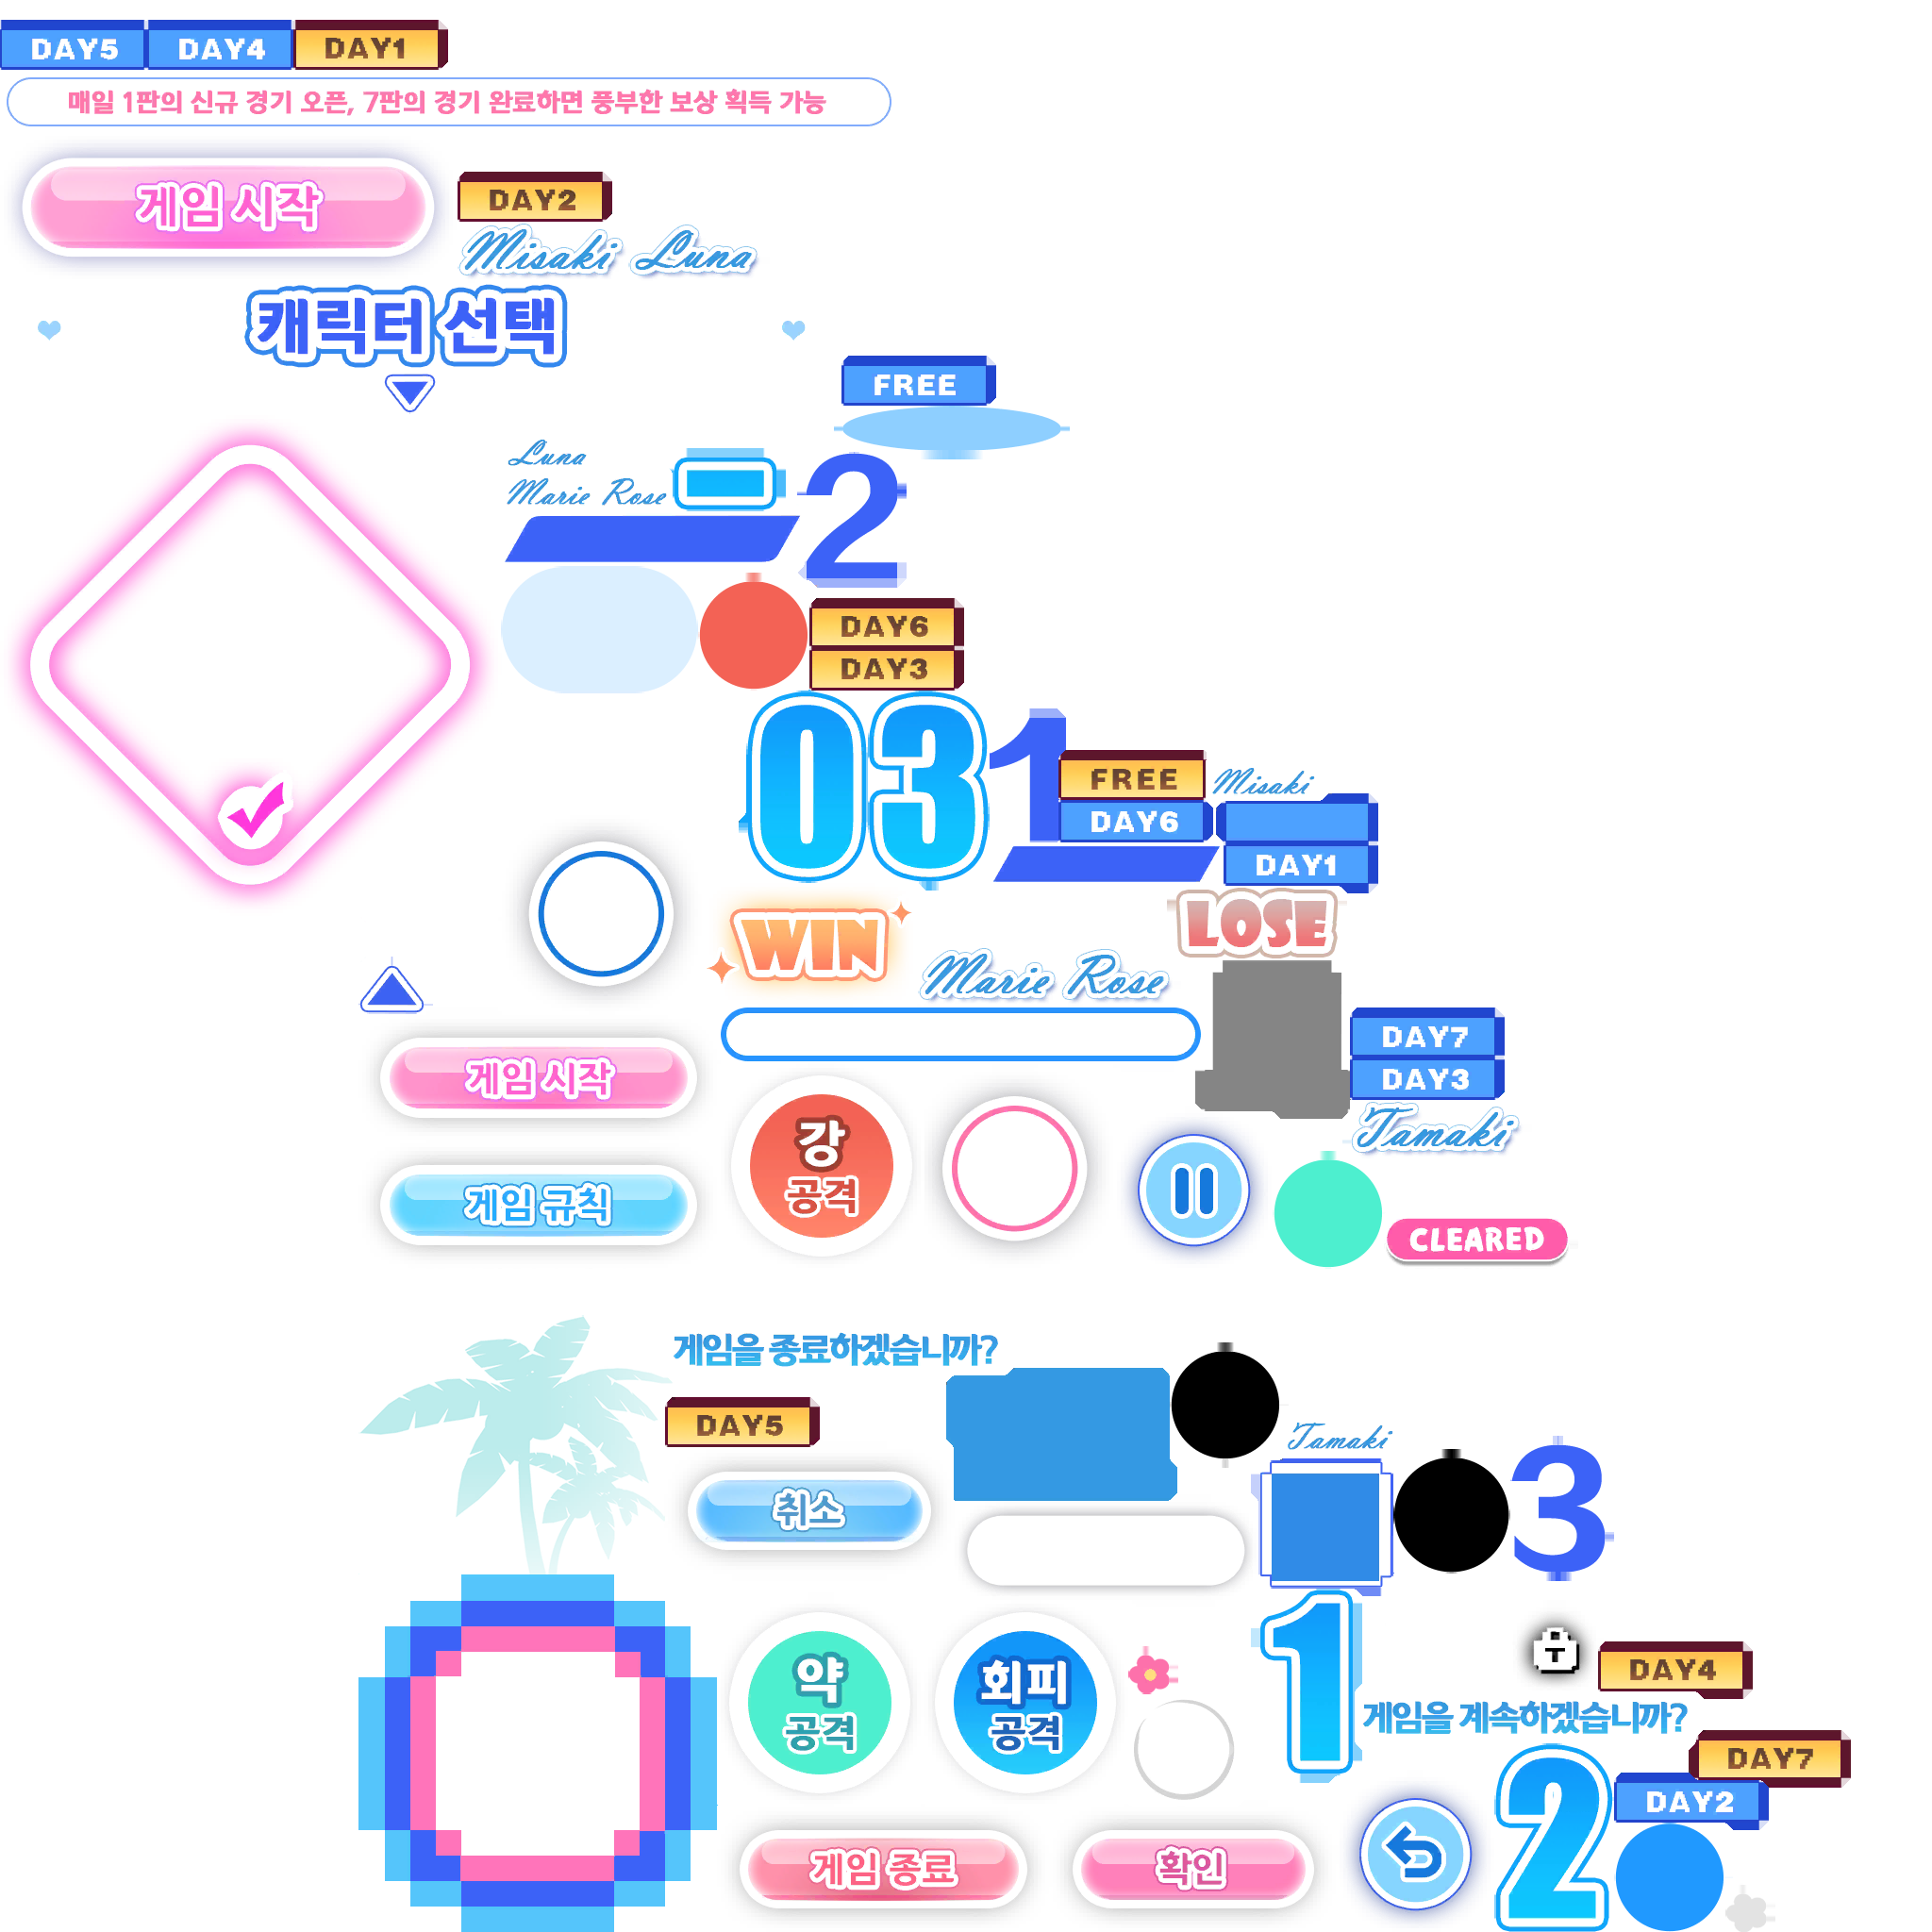 DAY5 DAY4 DAY1
매일 1판의 신규 경기 오픈, 7판의 경기 완료하면 풍부한 보상 획득 가능
게임 시작
DAY2
Misaki Luna
캐릭터 선택
FREE
Luna
Marie Rose
2
DAY6
DAY3
03
1
FREE
Misaki
DAY6
DAY1
WIN
LOSE
Marie Rose
DAY7
DAY3
게임 시작
Tamaki
강
공격
게임 규칙
CLEARED
게임을 종료하겠습니까?
DAY5
Tamaki
3
취소
1
약
공격
회피
공격
DAY4
게임을 계속하겠습니까?
DAY7
DAY2
2
게임 종료
확인